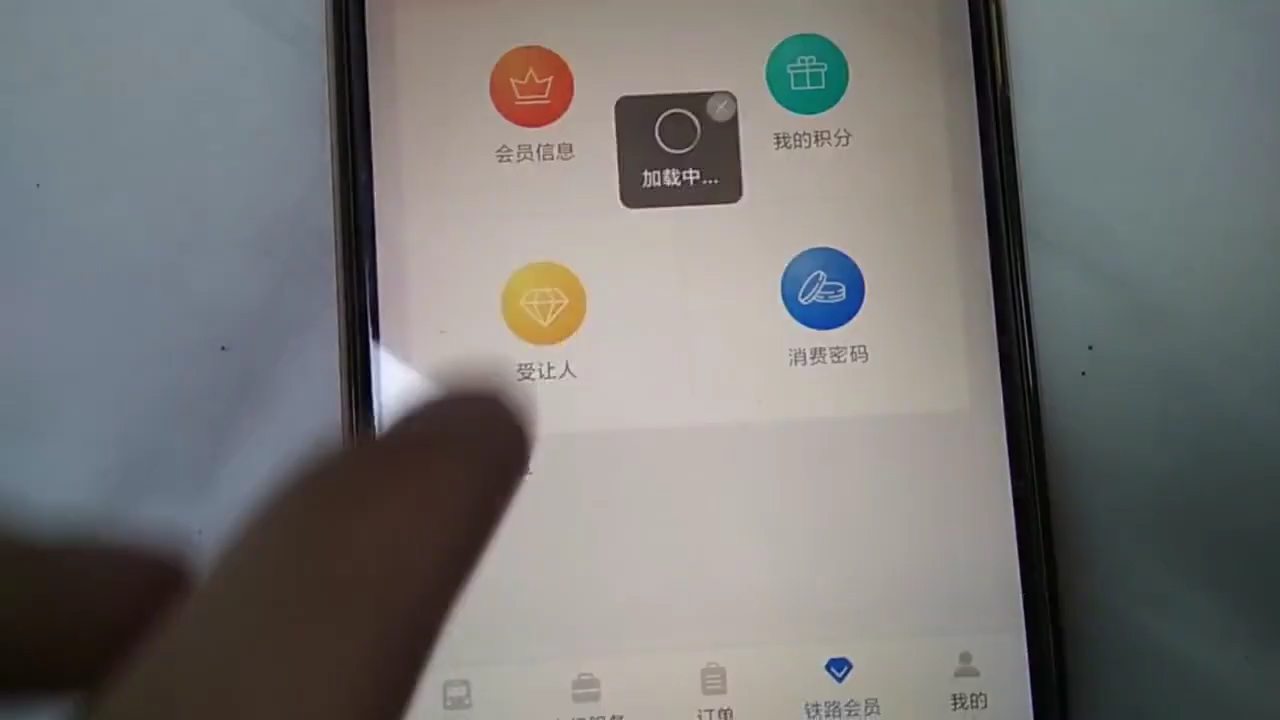 会员信息
我的积分
加载中...
受让人
消费密码
订单
铁路会员
我的